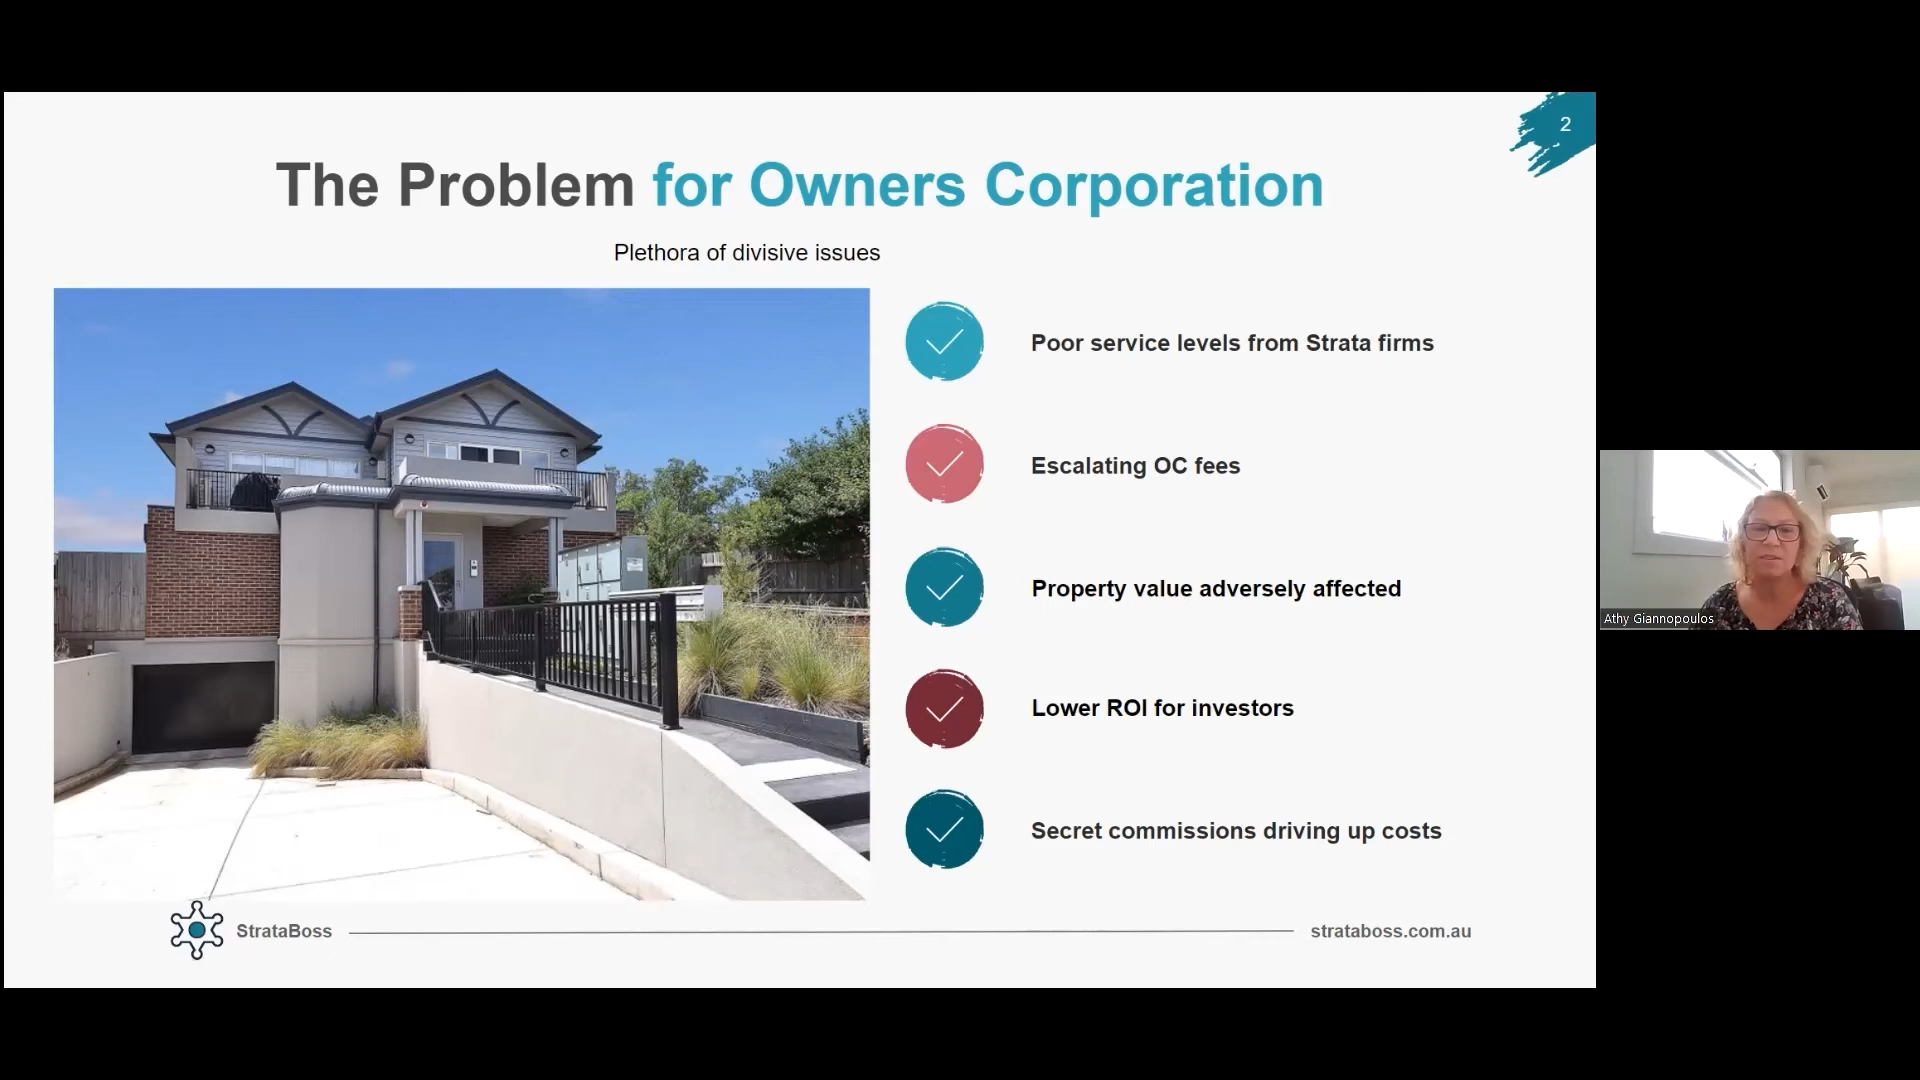 2
The Problem for Owners Corporation
Plethora of divisive issues
Poor service levels from Strata firms
Escalating OC fees
Property value adversely affected
Lower ROI for investors
Secret commissions driving up costs
StrataBoss
strataboss.com.au
Athy Giannopoulos